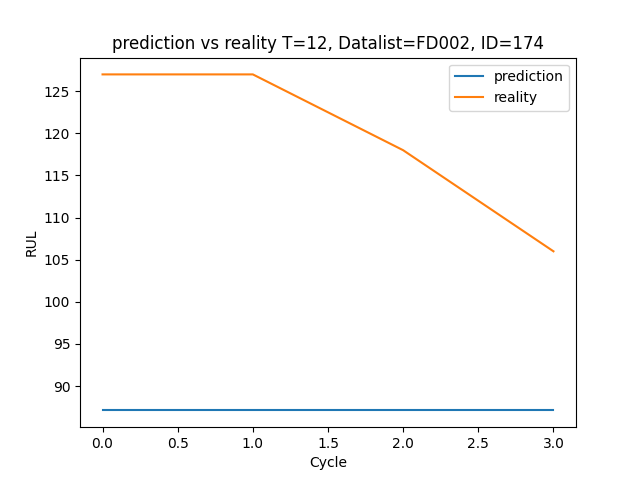 prediction vs reality T=12, Datalist=FD002, ID=174
prediction
reality
RUL
125
120
115
110
105
100
95
90
0.0 0.5 1.0 1.5 2.0 2.5 3.0
Cycle